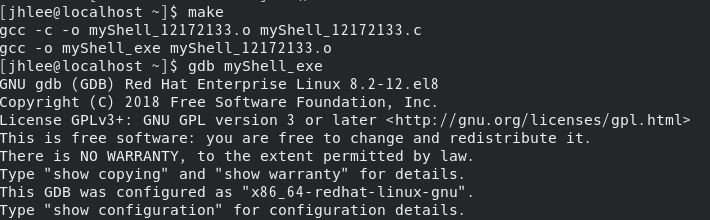 [jhlee@localhost ~]$ make
gcc -c -o myShell_12172133.o myShell_12172133.c
gcc -o myShell_exe myShell_12172133.o
[jhlee@localhost ~]$ gdb myShell_exe
GNU gdb (GDB) Red Hat Enterprise Linux 8.2-12.el8
Copyright (C) 2018 Free Software Foundation, Inc.
License GPLv3+: GNU GPL version 3 or later <http://gnu.org/licenses/gpl.html>
This is free software: you are free to change and redistribute it.
There is NO WARRANTY, to the extent permitted by law.
Type "show copying" and "show warranty" for details.
This GDB was configured as "x86_64-redhat-linux-gnu".
Type "show configuration" for configuration details.